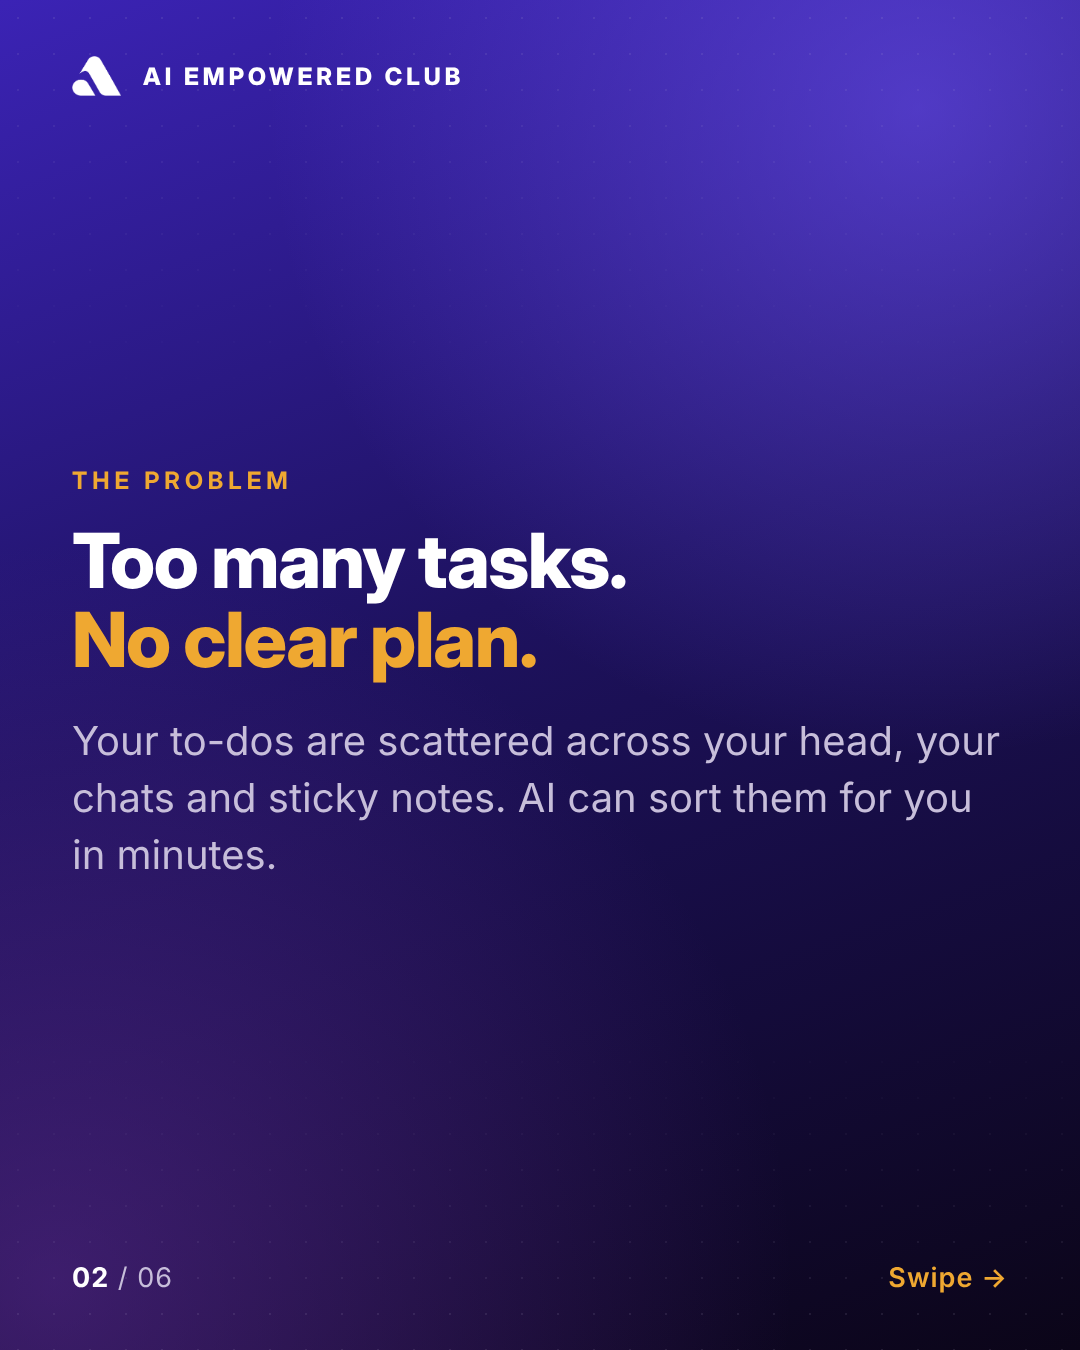 AI EMPOWERED CLUB
THE PROBLEM
Too many tasks.
No clear plan.
Your to-dos are scattered across your head, your
chats and sticky notes. AI can sort them for you
in minutes.
02 / 06
Swipe →